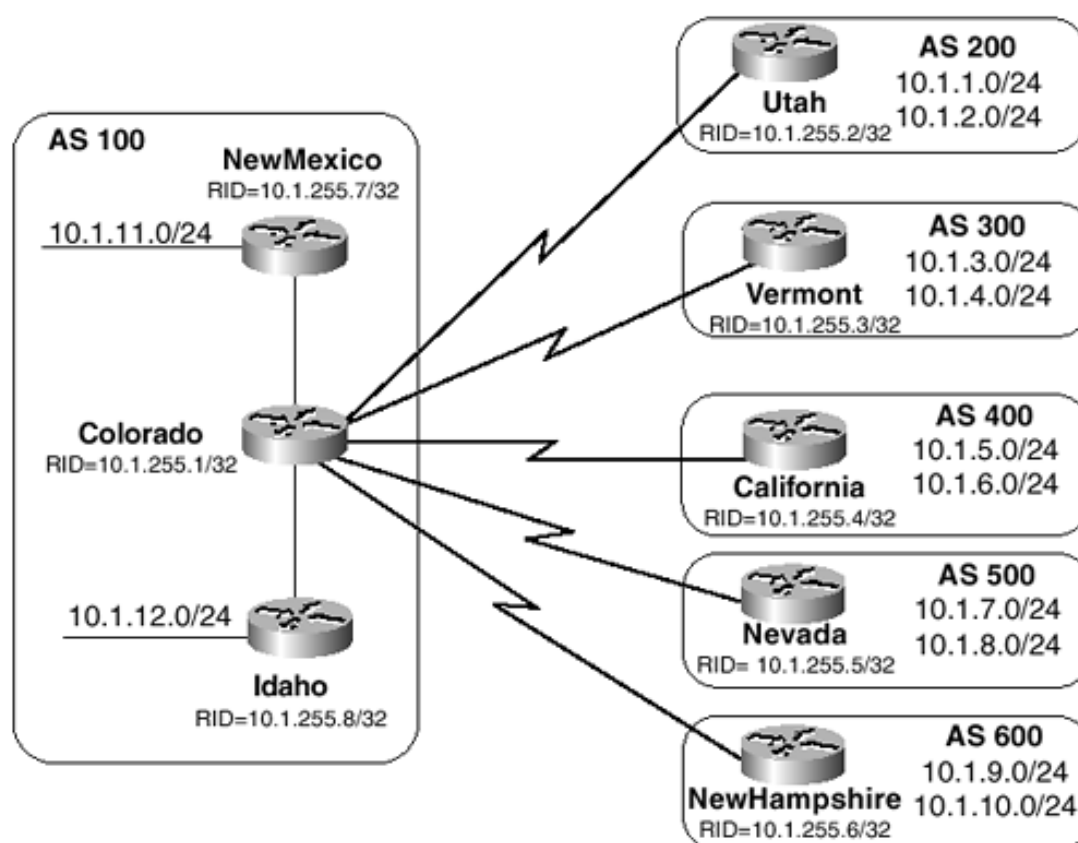 AS 100
NewMexico
RID=10.1.255.7/32
10.1.11.0/24
Colorado
RID=10.1.255.1/32
10.1.12.0/24
Idaho
RID=10.1.255.8/32
AS 200
10.1.1.0/24
10.1.2.0/24
Utah
RID=10.1.255.2/32
AS 300
10.1.3.0/24
10.1.4.0/24
Vermont
RID=10.1.255.3/32
AS 400
10.1.5.0/24
10.1.6.0/24
California
RID=10.1.255.4/32
AS 500
10.1.7.0/24
10.1.8.0/24
Nevada
RID= 10.1.255.5/32
AS 600
10.1.9.0/24
10.1.10.0/24
NewHampshire
RID=10.1.255.6/32